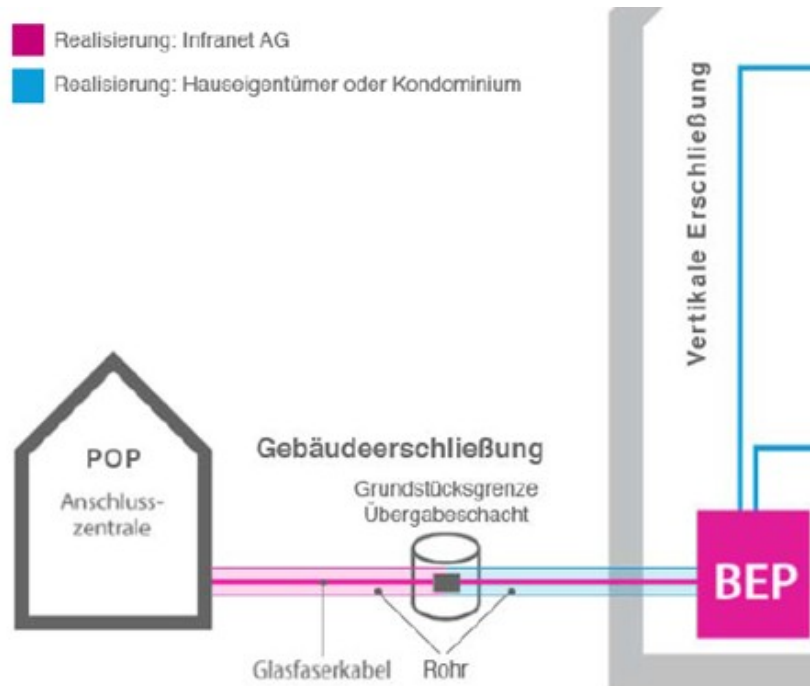 Realisierung: Infranet AG
Realisierung: Hauseigentümer oder Kondominium
Vertikale Erschließung
POP
Anschluss-
zentrale
Gebäudeerschließung
Grundstücksgrenze
Übergabeschacht
BEP
Glasfaserkabel
Rohr